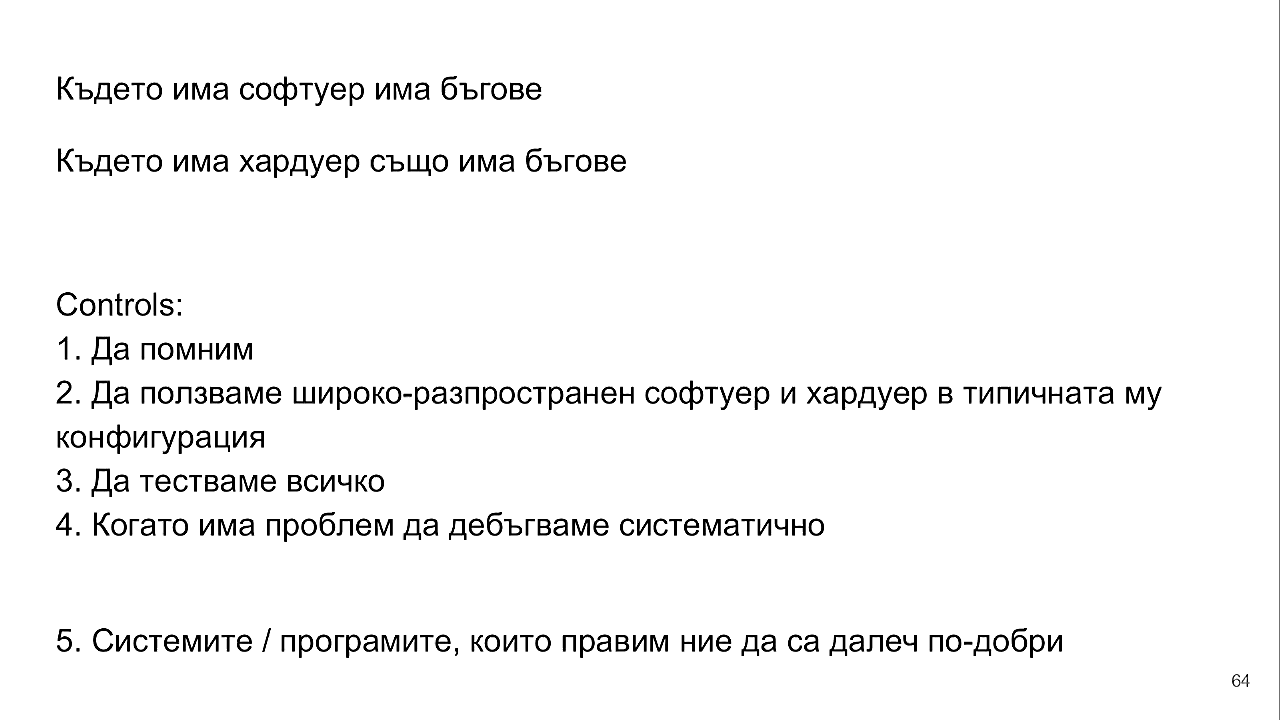 Където има софтуер има бъгове
Където има хардуер също има бъгове
Controls:
1. Да помним
2. Да ползваме широко-разпространен софтуер и хардуер в типичната му
конфигурация
3. Да тестваме всичко
4. Когато има проблем да дебъгваме систематично
5. Системите / програмите, които правим ние да са далеч по-добри
64